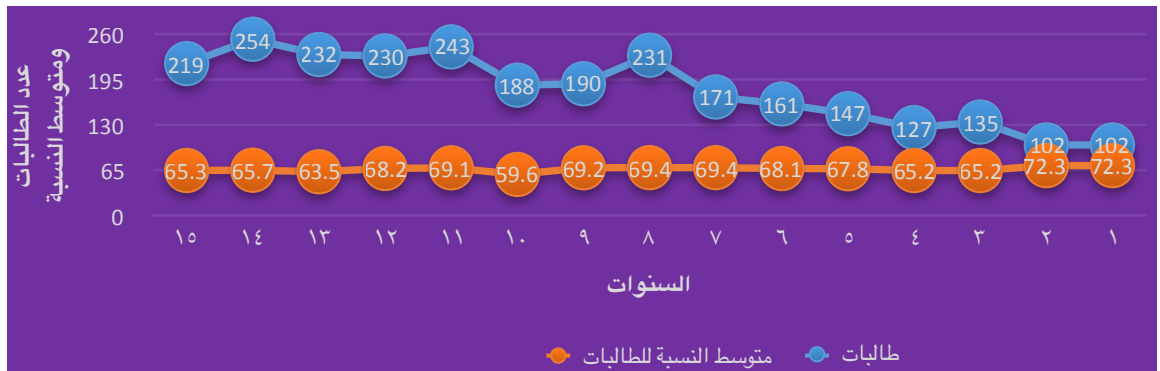 عدد الطالبات
ومتوسط النسبة
260
195
130
65
0
219 254 232 230 243 188 190 231 171 161 147 127 135 102 102
65.3 65.7 63.5 68.2 69.1 59.6 69.2 69.4 69.4 68.1 67.8 65.2 65.2 72.3 72.3
١٥ ١٤ ١٣ ١٢ ١١ ١٠ ٩ ٨ ٧ ٦ ٥ ٤ ٣ ٢ ١
السنوات
طالبات متوسط النسبة للطالبات